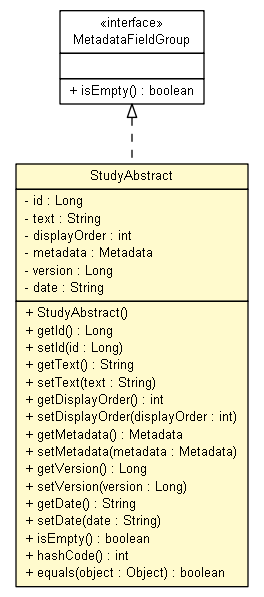 «interface»
MetadataFieldGroup
+ isEmpty() : boolean
StudyAbstract
- id : Long
- text : String
- displayOrder : int
- metadata : Metadata
- version : Long
- date : String
+ StudyAbstract()
+ getId() : Long
+ setId(id : Long)
+ getText() : String
+ setText(text : String)
+ getDisplayOrder() : int
+ setDisplayOrder(displayOrder : int)
+ getMetadata() : Metadata
+ setMetadata(metadata : Metadata)
+ getVersion() : Long
+ setVersion(version : Long)
+ getDate() : String
+ setDate(date : String)
+ isEmpty() : boolean
+ hashCode() : int
+ equals(object : Object) : boolean